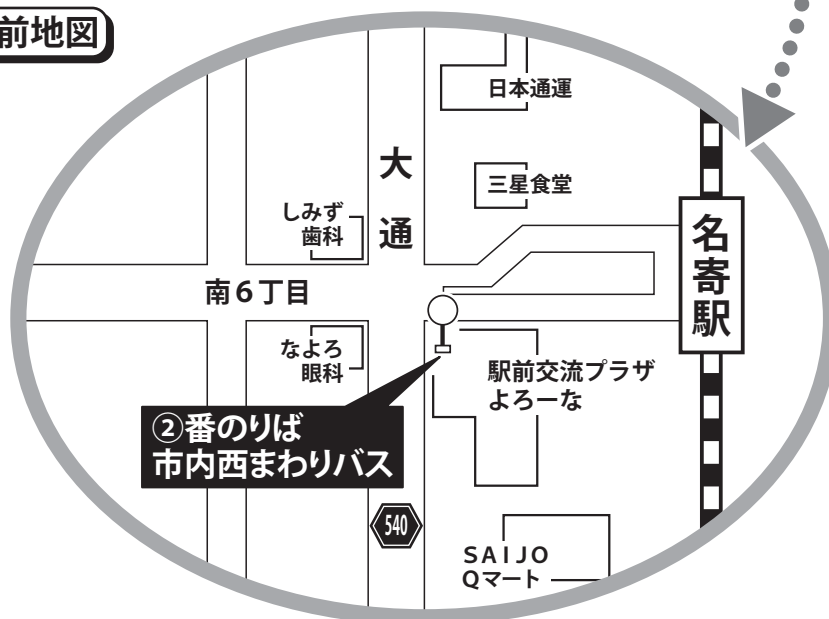 前地図
日本通運
大通
三星食堂
しみず
歯科
名寄駅
南6丁目
なよろ
眼科
駅前交流プラザ
よろーな
②番のりば
市内西まわりバス
540
SAIJO
Qマート